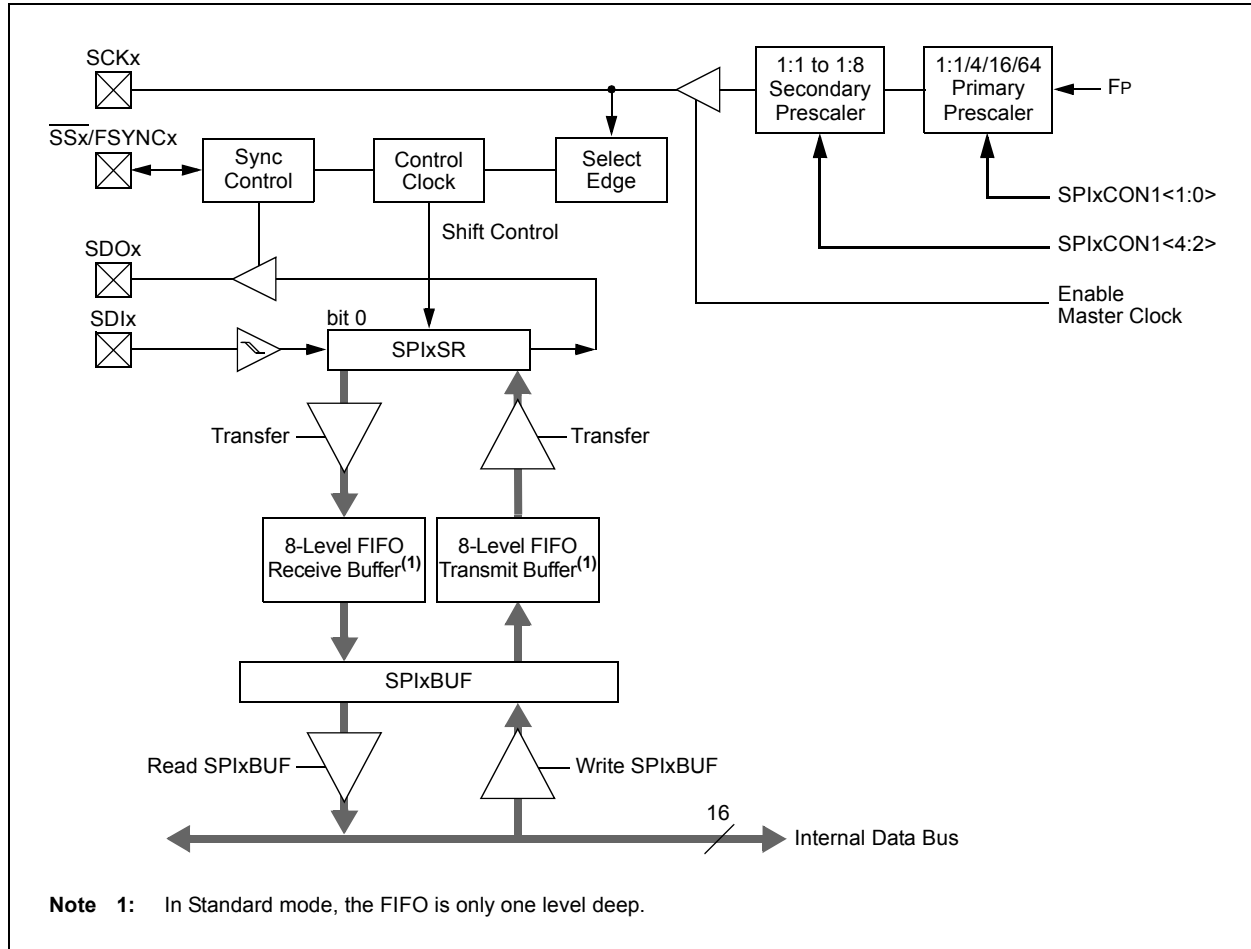 SCKx
1:1 to 1:8
Secondary
Prescaler
1:1/4/16/64
Primary
Prescaler
FP
SSx/FSYNCx
Sync
Control
Control
Clock
Select
Edge
SPIxCON1<1:0>
Shift Control
SPIxCON1<4:2>
SDOx
Enable
Master Clock
SDIx
bit 0
SPIxSR
Transfer
Transfer
8-Level FIFO
Receive Buffer(1)
8-Level FIFO
Transmit Buffer(1)
SPIxBUF
Read SPIxBUF
Write SPIxBUF
16
Internal Data Bus
Note 1: In Standard mode, the FIFO is only one level deep.